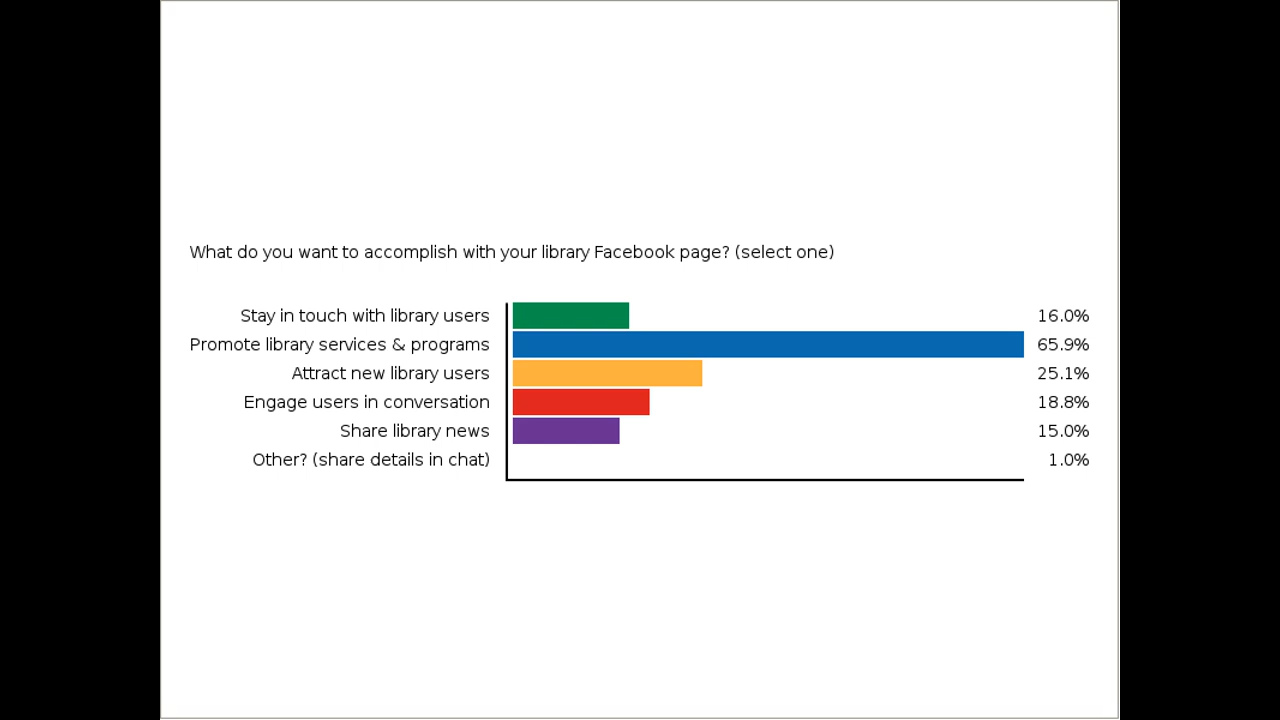 What do you want to accomplish with your library Facebook page? (select one)
Stay in touch with library users 16.0%
Promote library services & programs 65.9%
Attract new library users 25.1%
Engage users in conversation 18.8%
Share library news 15.0%
Other? (share details in chat) 1.0%